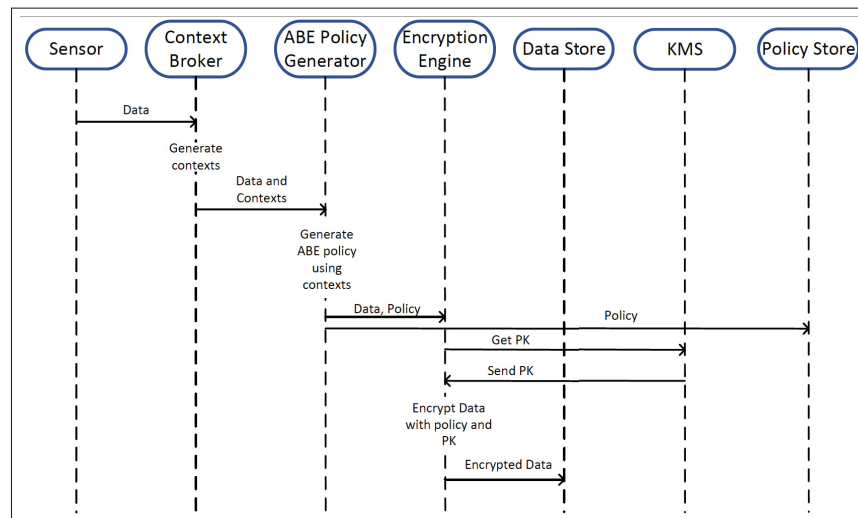 Sensor
Context
Broker
ABE Policy
Generator
Encryption
Engine
Data Store
KMS
Policy Store
Data
Generate
contexts
Data and
Contexts
Generate
ABE policy
using
contexts
Data, Policy
Policy
Get PK
Send PK
Encrypt Data
with policy and
PK
Encrypted Data